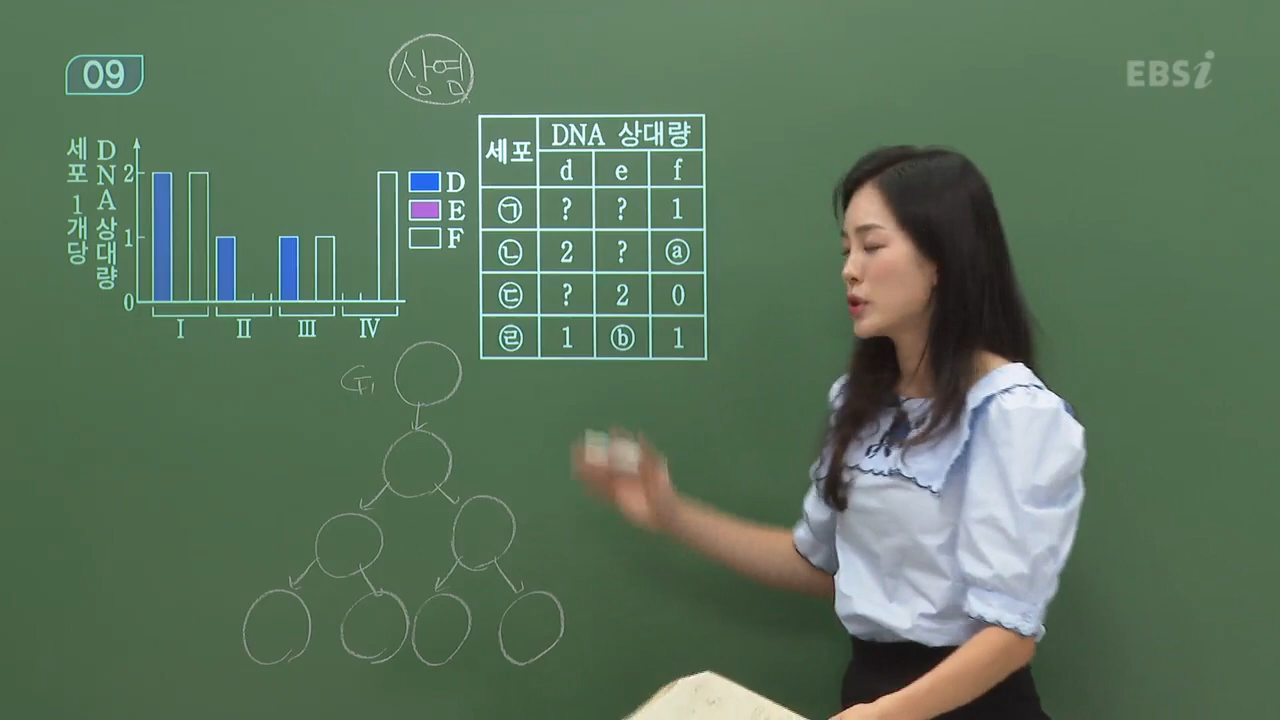 09
상염
EBSi
세포 1개당
DNA 상대량
2
1
0
D
E
F
Ⅰ Ⅱ Ⅲ Ⅳ
세포 DNA 상대량
d e f
㉠ ? ? 1
㉡ 2 ? ⓐ
㉢ ? 2 0
㉣ 1 ⓑ 1
G₁